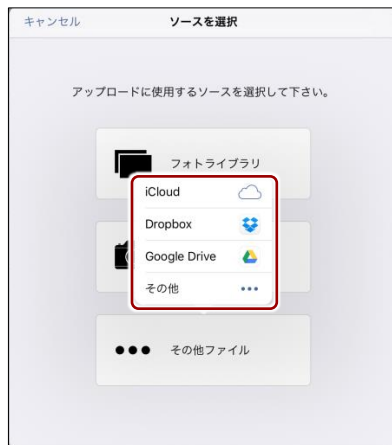 キャンセル
ソースを選択
アップロードに使用するソースを選択して下さい。
フォトライブラリ
iCloud
Dropbox
Google Drive
その他
その他ファイル